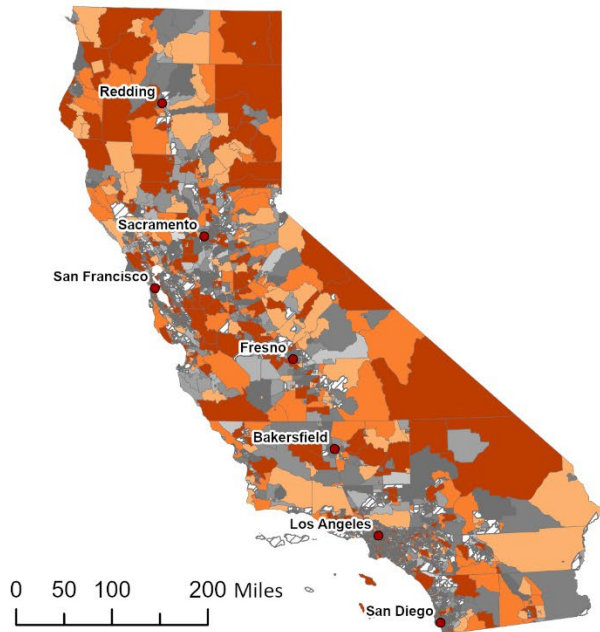 Redding
Sacramento
San Francisco
Fresno
Bakersfield
Los Angeles
San Diego
0 50 100 200 Miles